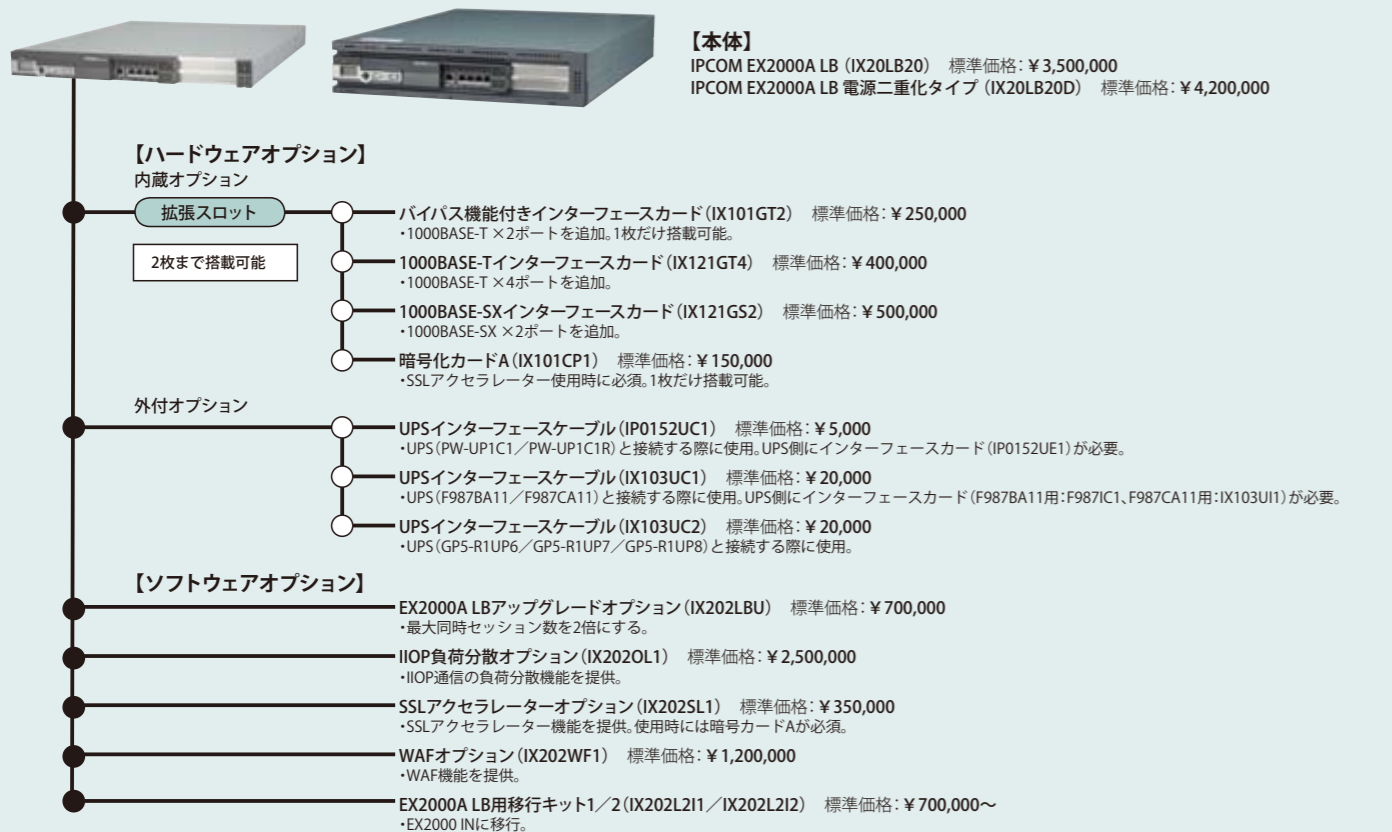 【本体】
IPCOM EX2000A LB（IX20LB20） 標準価格：￥3,500,000
IPCOM EX2000A LB 電源二重化タイプ（IX20LB20D） 標準価格：￥4,200,000
【ハードウェアオプション】
内蔵オプション
拡張スロット
2枚まで搭載可能
バイパス機能付きインターフェースカード（IX101GT2） 標準価格：￥250,000
・1000BASE-T ×2ポートを追加。1枚だけ搭載可能。
1000BASE-Tインターフェースカード（IX121GT4） 標準価格：￥400,000
・1000BASE-T ×4ポートを追加。
1000BASE-SXインターフェースカード（IX121GS2） 標準価格：￥500,000
・1000BASE-SX ×2ポートを追加。
暗号化カードA（IX101CP1） 標準価格：￥150,000
・SSLアクセラレーター使用時に必須。1枚だけ搭載可能。
外付オプション
UPSインターフェースケーブル（IP0152UC1） 標準価格：￥5,000
・UPS（PW-UP1C1／PW-UP1C1R）と接続する際に使用。UPS側にインターフェースカード（IP0152UE1）が必要。
UPSインターフェースケーブル（IX103UC1） 標準価格：￥20,000
・UPS（F987BA11／F987CA11）と接続する際に使用。UPS側にインターフェースカード（F987BA11用：F987IC1、F987CA11用：IX103UI1）が必要。
UPSインターフェースケーブル（IX103UC2） 標準価格：￥20,000
・UPS（GP5-R1UP6／GP5-R1UP7／GP5-R1UP8）と接続する際に使用。
【ソフトウェアオプション】
EX2000A LBアップグレードオプション（IX202LBU） 標準価格：￥700,000
・最大同時セッション数を2倍にする。
IIOP負荷分散オプション（IX202OL1） 標準価格：￥2,500,000
・IIOP通信の負荷分散機能を提供。
SSLアクセラレーターオプション（IX202SL1） 標準価格：￥350,000
・SSLアクセラレーター機能を提供。使用時には暗号カードAが必須。
WAFオプション（IX202WF1） 標準価格：￥1,200,000
・WAF機能を提供。
EX2000A LB用移行キット1／2（IX202L2I1／IX202L2I2） 標準価格：￥700,000～
・EX2000 INに移行。